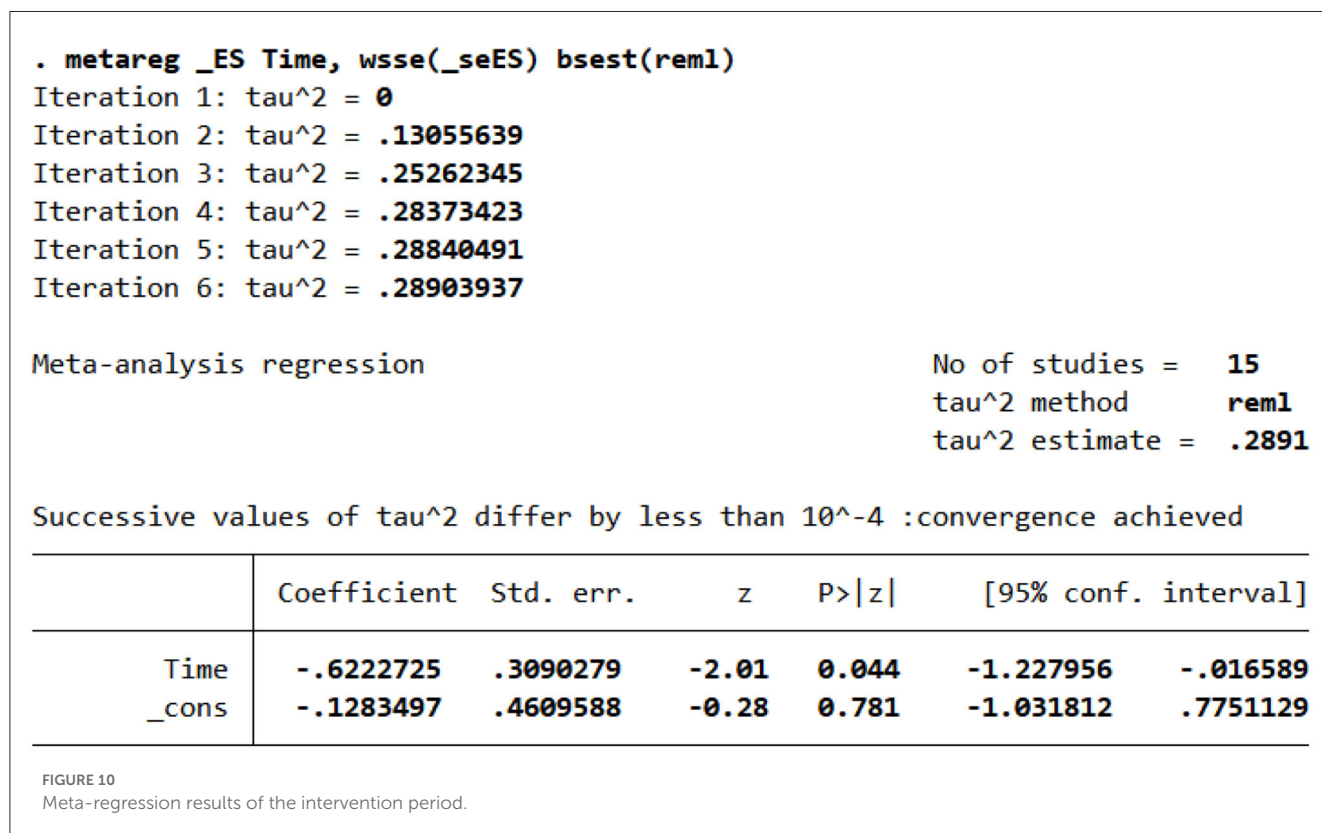 . metareg _ES Time, wsse(_seES) bsest(reml)
Iteration 1: tau^2 = 0
Iteration 2: tau^2 = .13055639
Iteration 3: tau^2 = .25262345
Iteration 4: tau^2 = .28373423
Iteration 5: tau^2 = .28840491
Iteration 6: tau^2 = .28903937
Meta-analysis regression No of studies = 15
tau^2 method reml
tau^2 estimate = .2891
Successive values of tau^2 differ by less than 10^-4 :convergence achieved
Coefficient Std. err. z P>|z| [95% conf. interval]
Time -.6222725 .3090279 -2.01 0.044 -1.227956 -.016589
_cons -.1283497 .4609588 -0.28 0.781 -1.031812 .7751129
FIGURE 10
Meta-regression results of the intervention period.